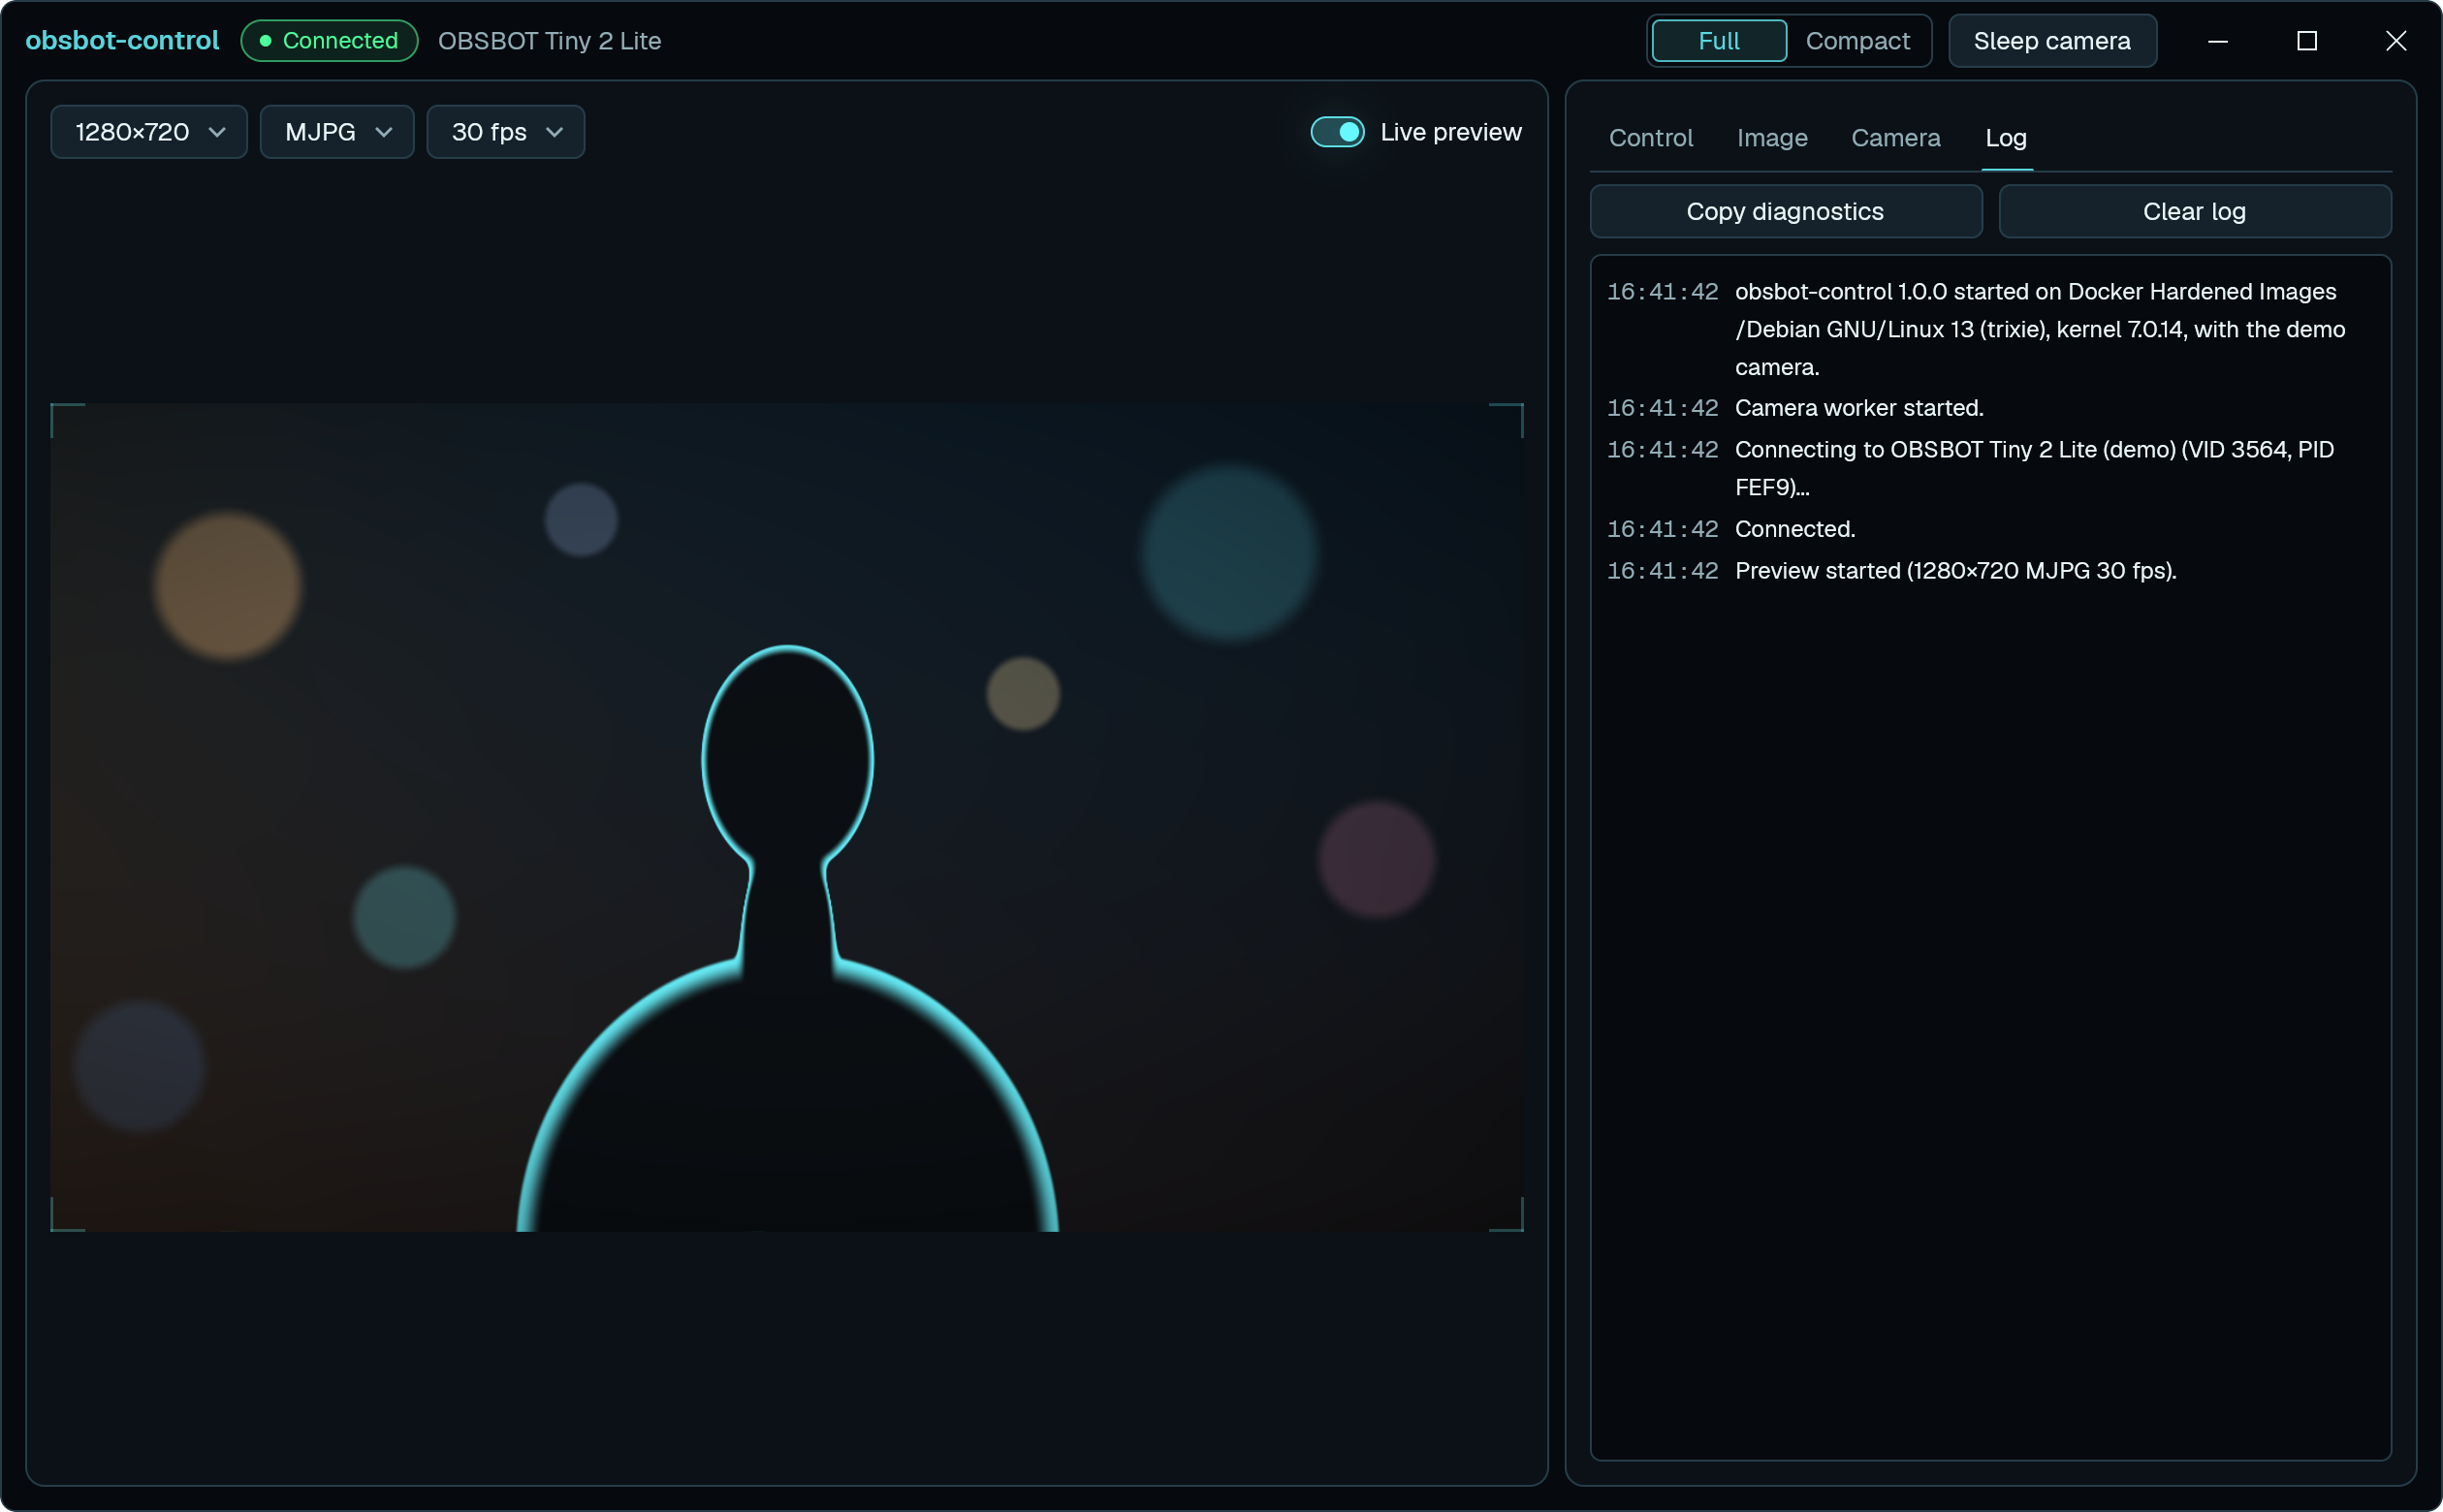 obsbot-control
Connected
OBSBOT Tiny 2 Lite
Full
Compact
Sleep camera
1280×720
MJPG
30 fps
Live preview
Control
Image
Camera
Log
Copy diagnostics
Clear log
16:41:42 obsbot-control 1.0.0 started on Docker Hardened Images
/Debian GNU/Linux 13 (trixie), kernel 7.0.14, with the demo
camera.
16:41:42 Camera worker started.
16:41:42 Connecting to OBSBOT Tiny 2 Lite (demo) (VID 3564, PID
FEF9)...
16:41:42 Connected.
16:41:42 Preview started (1280×720 MJPG 30 fps).